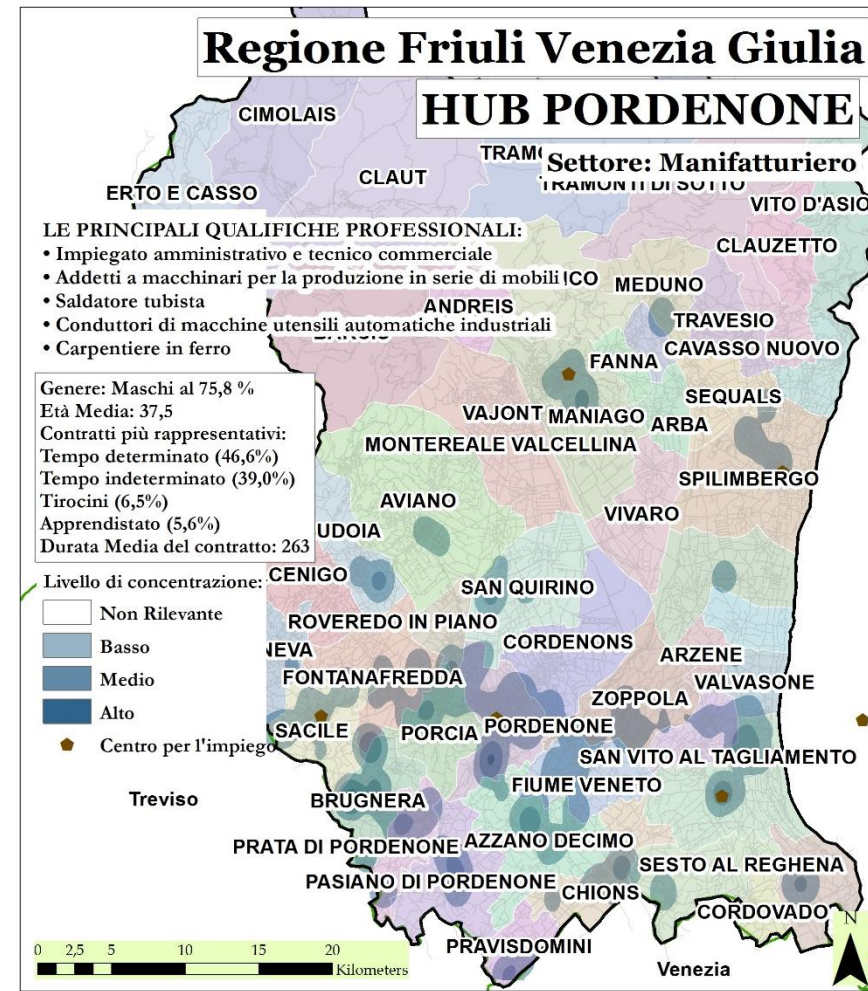 Regione Friuli Venezia Giulia
HUB PORDENONE
Settore: Manifatturiero
CIMOLAIS
CLAUT
ERTO E CASSO
TRAMONTI DI SOTTO
VITO D'ASIO
CLAUZETTO
LE PRINCIPALI QUALIFICHE PROFESSIONALI:
• Impiegato amministrativo e tecnico commerciale
• Addetti a macchinari per la produzione in serie di mobili
• Saldatore tubista
• Conduttori di macchine utensili automatiche industriali
• Carpentiere in ferro
MEDUNO
ANDREIS
TRAVESIO
FANNA
CAVASSO NUOVO
Genere: Maschi al 75,8 %
Età Media: 37,5
Contratti più rappresentativi:
Tempo determinato (46,6%)
Tempo indeterminato (39,0%)
Tirocini (6,5%)
Apprendistato (5,6%)
Durata Media del contratto: 263
SEQUALS
VAJONT
MANIAGO
ARBA
MONTEREALE VALCELLINA
SPILIMBERGO
AVIANO
VIVARO
UDOIA
CENIGO
Livello di concentrazione:
Non Rilevante
Basso
Medio
Alto
Centro per l'impiego
SAN QUIRINO
ROVEREDO IN PIANO
CORDENONS
NEVA
ARZENE
FONTANAFREDDA
VALVASONE
ZOPPOLA
SACILE
PORCIA
PORDENONE
SAN VITO AL TAGLIAMENTO
Treviso
BRUGNERA
FIUME VENETO
PRATA DI PORDENONE
AZZANO DECIMO
SESTO AL REGHENA
PASIANO DI PORDENONE
CHIONS
CORDOVADO
PRAVISDOMINI
Venezia
N
0 2,5 5 10 15 20
Kilometers